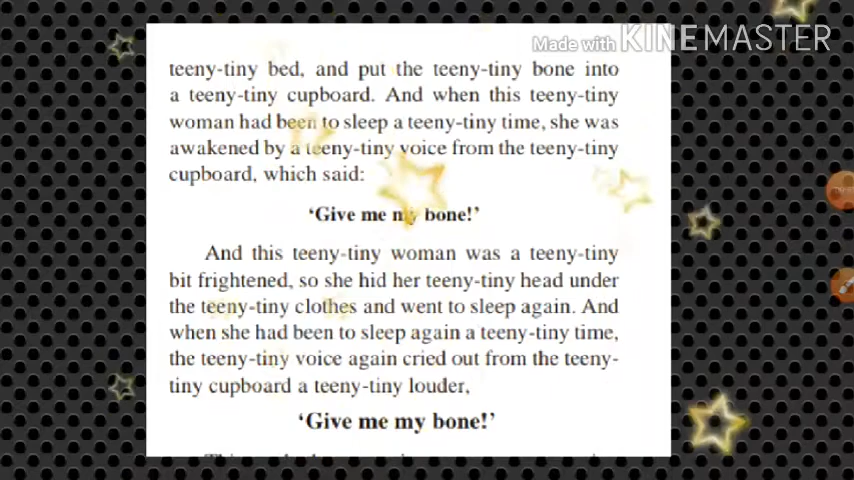 Made with KINEMASTER
teeny-tiny bed, and put the teeny-tiny bone into
a teeny-tiny cupboard. And when this teeny-tiny
woman had been to sleep a teeny-tiny time, she was
awakened by a teeny-tiny voice from the teeny-tiny
cupboard, which said:
‘Give me my bone!’
And this teeny-tiny woman was a teeny-tiny
bit frightened, so she hid her teeny-tiny head under
the teeny-tiny clothes and went to sleep again. And
when she had been to sleep again a teeny-tiny time,
the teeny-tiny voice again cried out from the teeny-
tiny cupboard a teeny-tiny louder,
‘Give me my bone!’